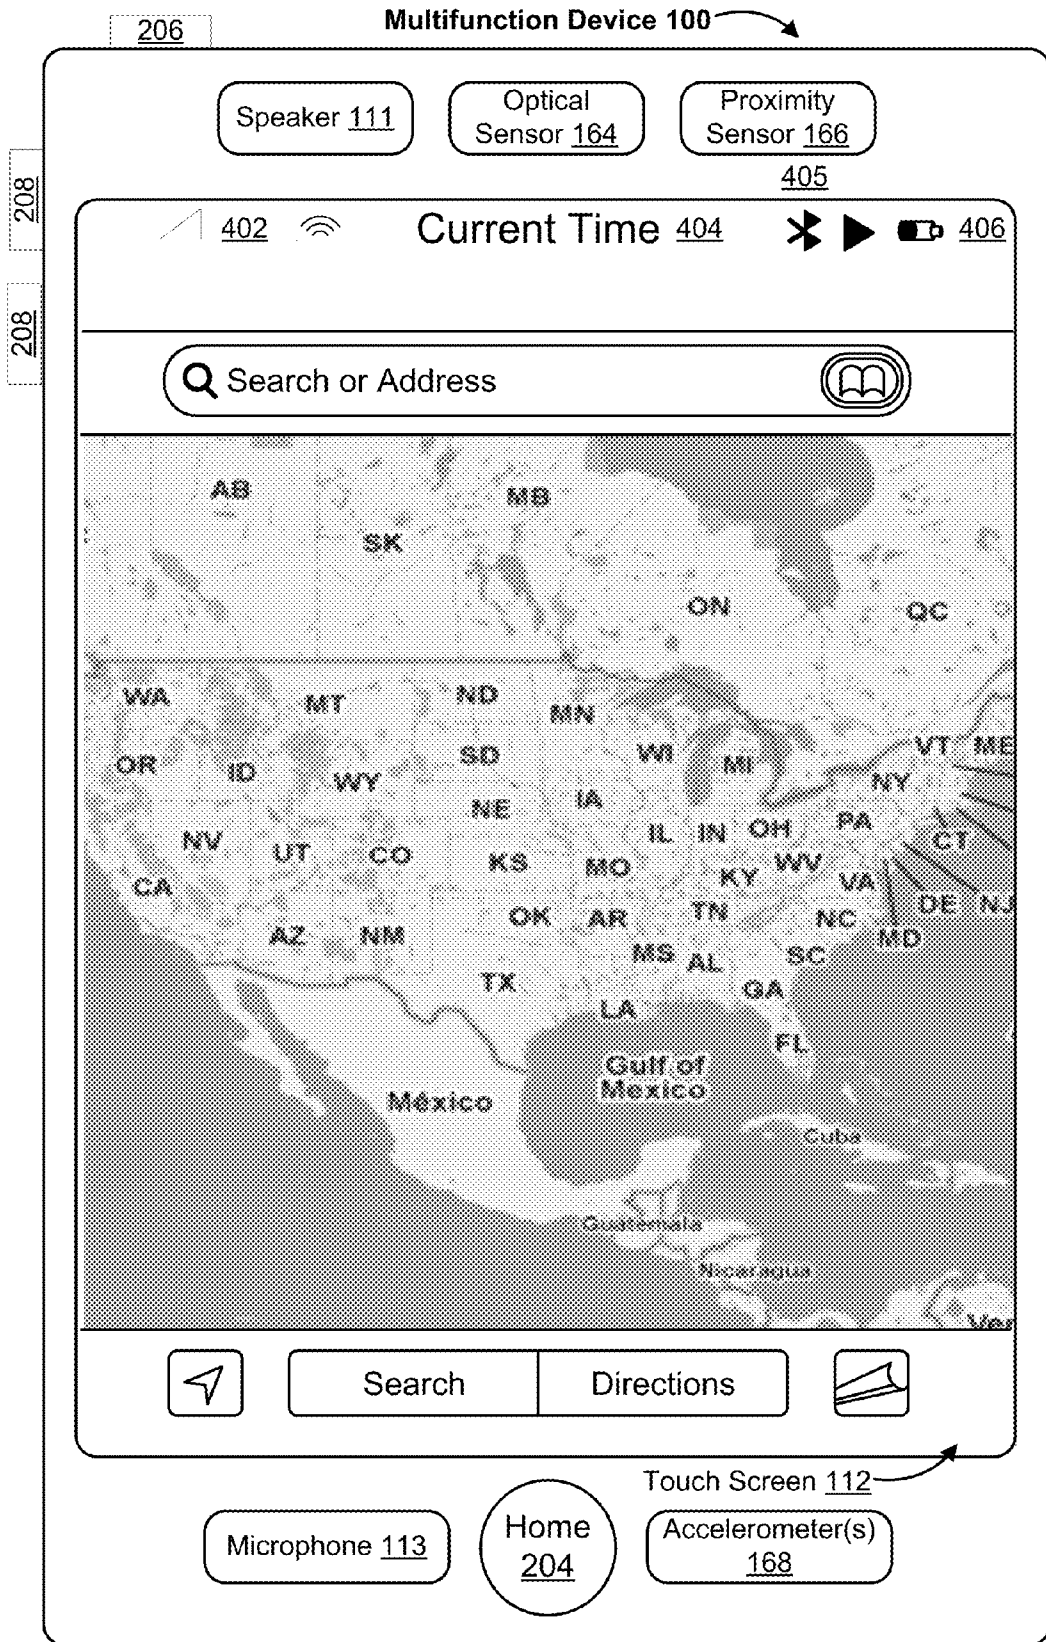 Multifunction Device 100
206
Speaker 111
Optical
Sensor 164
Proximity
Sensor 166
405
208
208
402
Current Time 404
406
Search or Address
AB
MB
SK
ON
QC
WA
MT
ND
MN
OR
ID
WY
SD
WI
MI
VT
ME
NY
NE
IA
NV
UT
CO
KS
MO
IL
IN
OH
PA
CT
CA
KY
WV
VA
DE
NJ
AZ
NM
OK
AR
TN
NC
MD
TX
MS
AL
SC
LA
GA
FL
Gulf of
Mexico
México
Cuba
Guatemala
Nicaragua
Ver
Search
Directions
Touch Screen 112
Microphone 113
Home
204
Accelerometer(s)
168